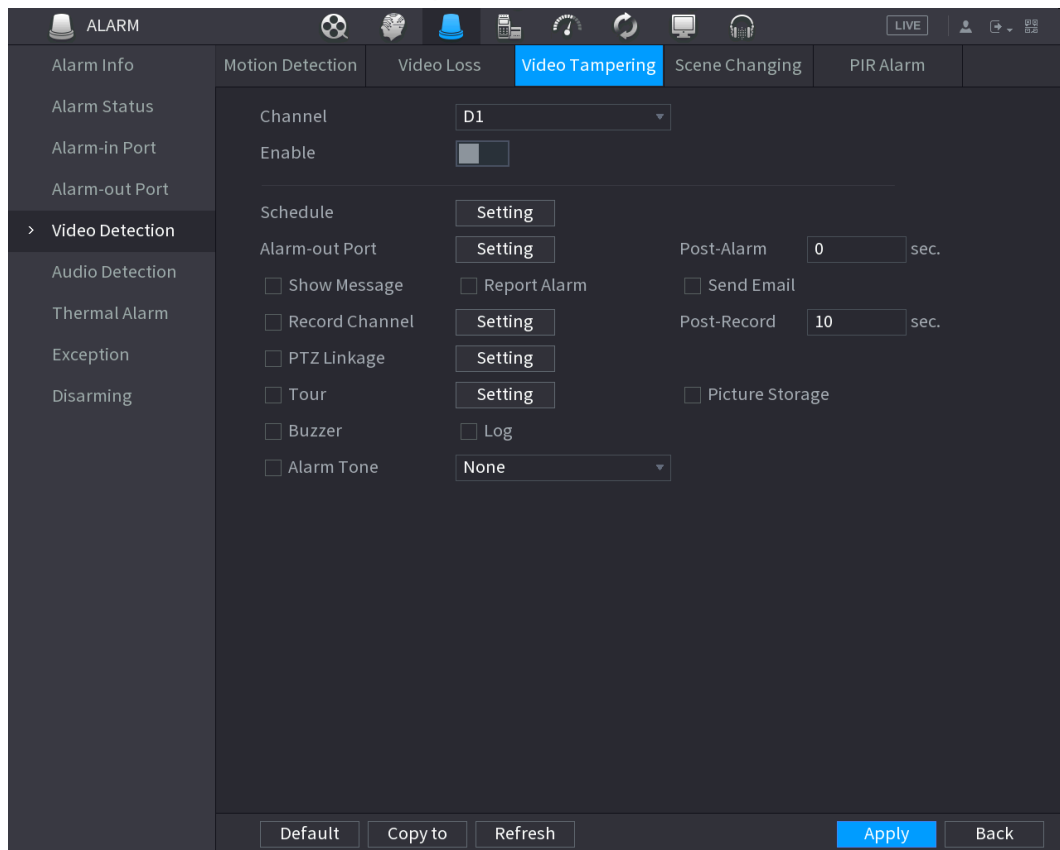 ALARM
LIVE
Alarm Info
Alarm Status
Alarm-in Port
Alarm-out Port
Video Detection
Audio Detection
Thermal Alarm
Exception
Disarming
Motion Detection Video Loss Video Tampering Scene Changing PIR Alarm
Channel D1
Enable
Schedule Setting
Alarm-out Port Setting Post-Alarm 0 sec.
Show Message Report Alarm Send Email
Record Channel Setting Post-Record 10 sec.
PTZ Linkage Setting
Tour Setting Picture Storage
Buzzer Log
Alarm Tone None
Default Copy to Refresh Apply Back